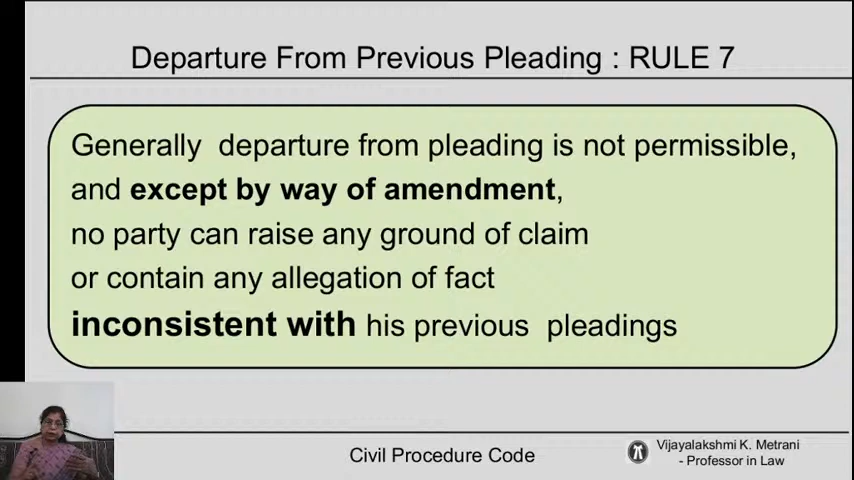 Departure From Previous Pleading : RULE 7
Generally departure from pleading is not permissible,
and except by way of amendment,
no party can raise any ground of claim
or contain any allegation of fact
inconsistent with his previous pleadings
Civil Procedure Code
Vijayalakshmi K. Metrani
- Professor in Law